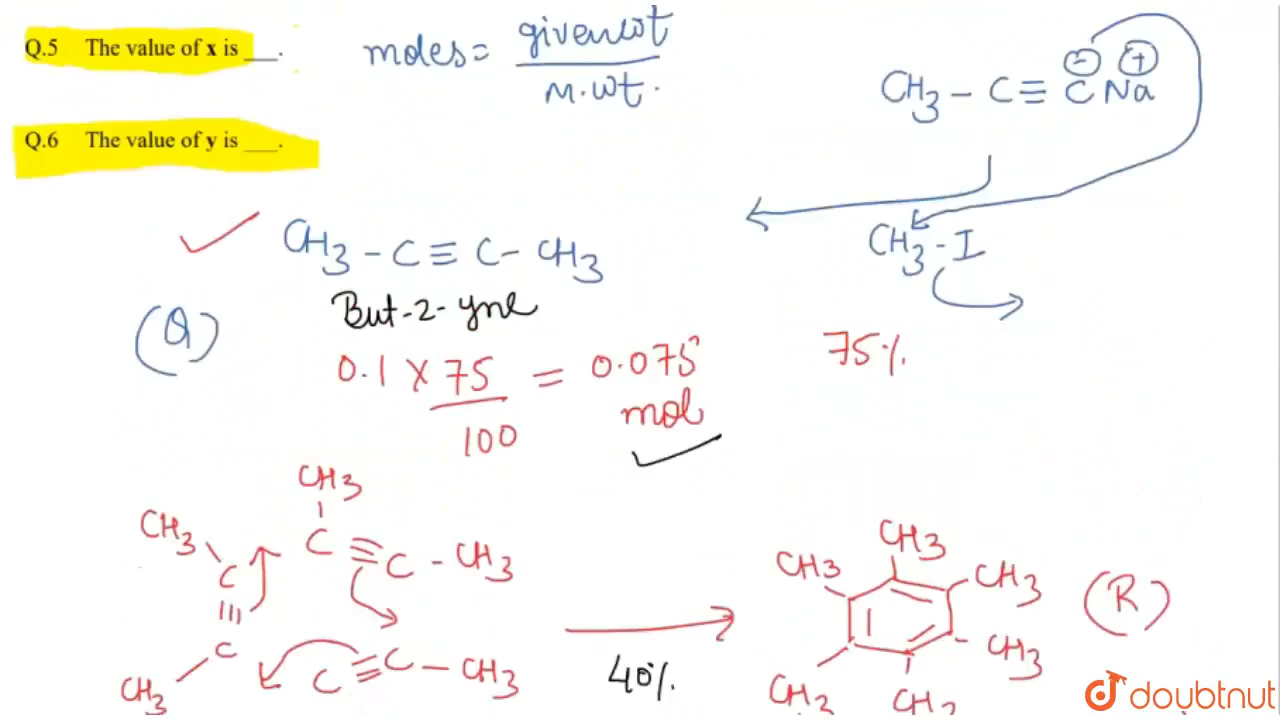 Q.5 The value of x is ___.
moles = given wt / M.wt.
CH3 – C ≡ C⊖ Na⊕
Q.6 The value of y is ___.
CH3 – C ≡ C – CH3
CH3 – I
But-2-yne
(Q)
0.1 × 75 / 100 = 0.075 mol
75%
CH3
CH3
C ≡ C – CH3
C
|||
C
C ≡ C – CH3
CH3
40%.
CH3
CH3
CH3
CH3
CH3
(R)
doubtnut